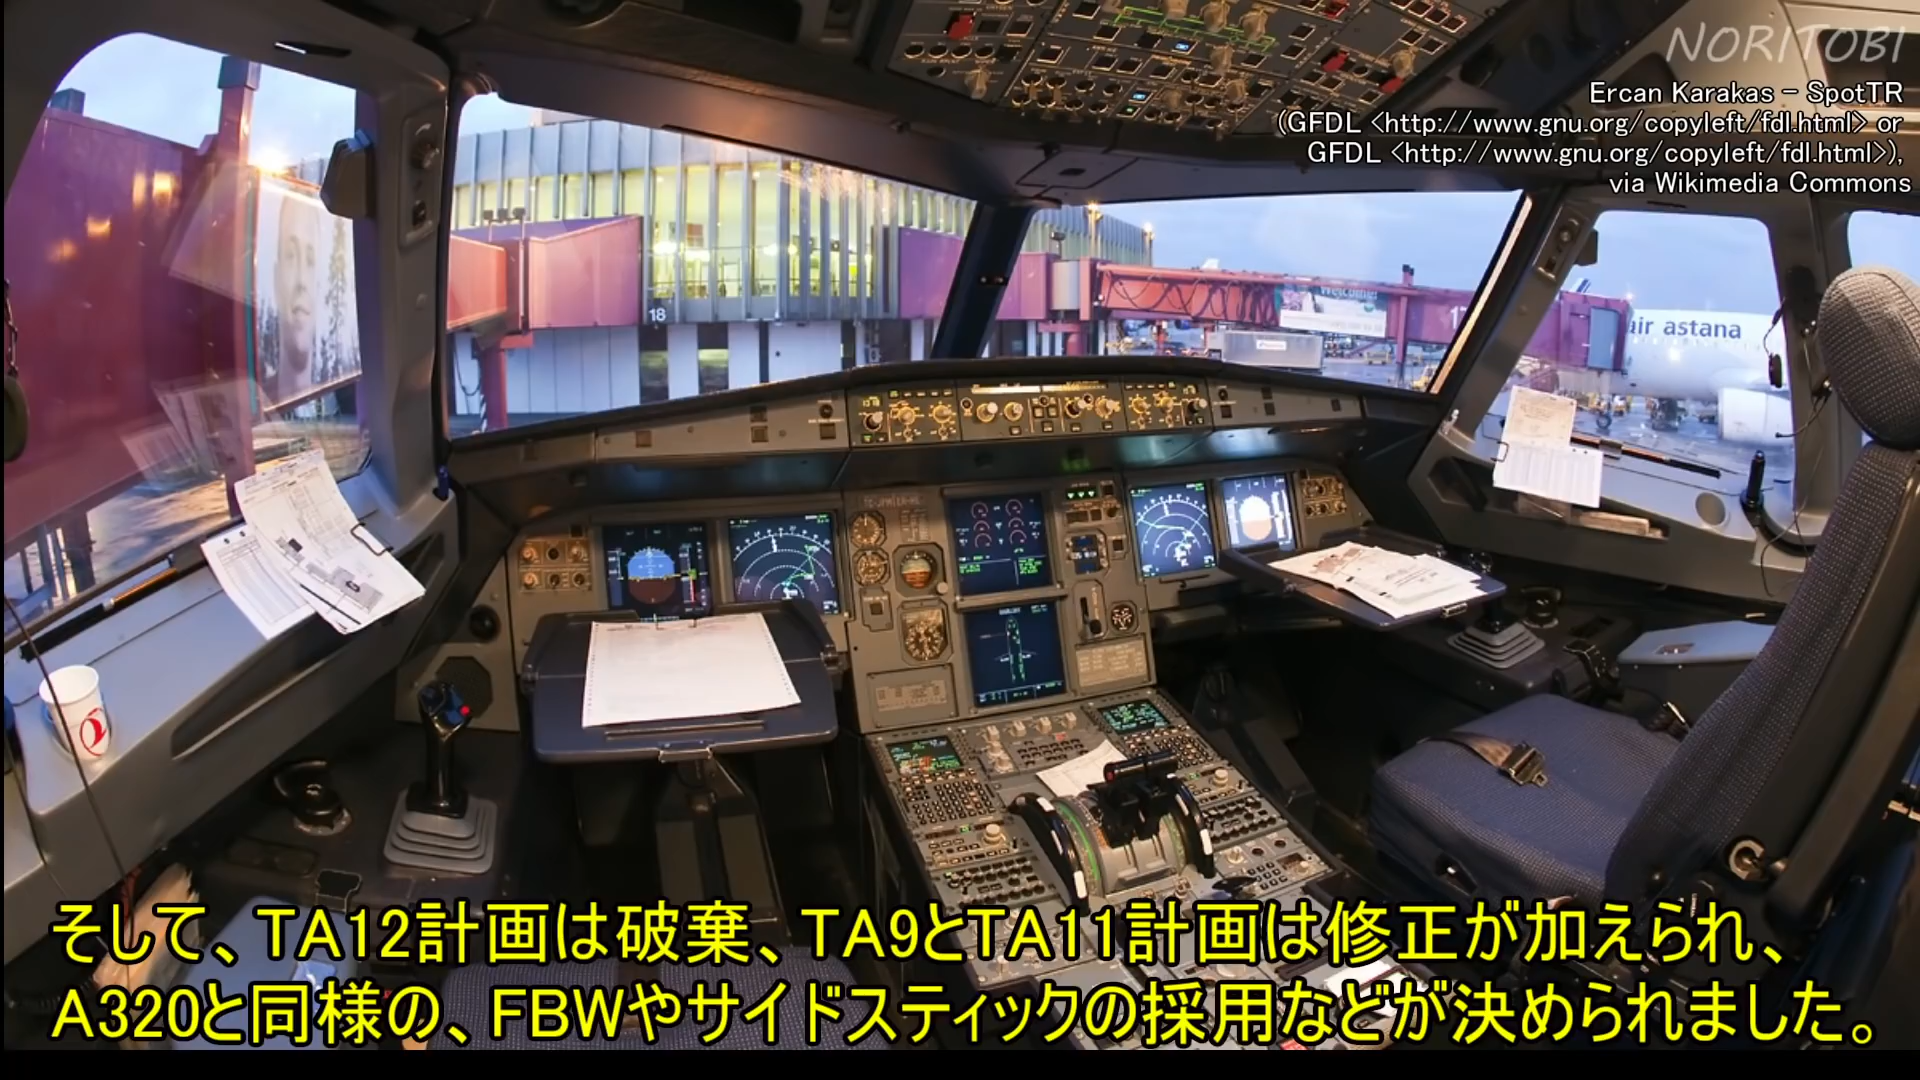 NORITOBI
Ercan Karakas - SpotTR
(GFDL <http://www.gnu.org/copyleft/fdl.html> or
GFDL <http://www.gnu.org/copyleft/fdl.html>),
via Wikimedia Commons
18
Welcome!
air astana
そして、TA12計画は破棄、TA9とTA11計画は修正が加えられ、
A320と同様の、FBWやサイドスティックの採用などが決められました。